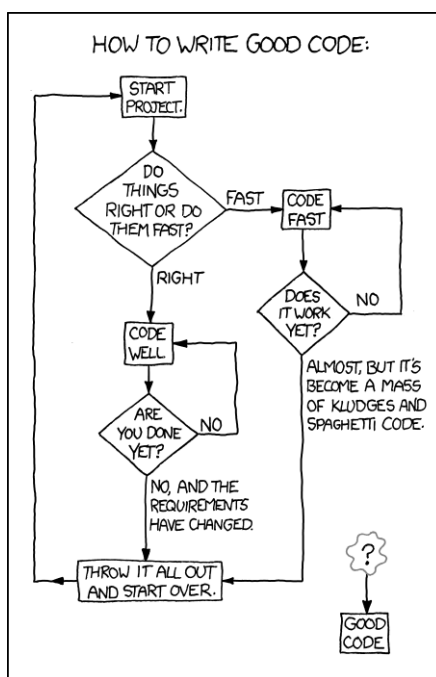 HOW TO WRITE GOOD CODE:
START
PROJECT.
DO
THINGS
RIGHT OR DO
THEM FAST?
FAST
CODE
FAST
DOES
IT WORK
YET?
NO
ALMOST, BUT IT'S
BECOME A MASS
OF KLUDGES AND
SPAGHETTI CODE.
RIGHT
CODE
WELL
ARE
YOU DONE
YET?
NO
NO, AND THE
REQUIREMENTS
HAVE CHANGED.
THROW IT ALL OUT
AND START OVER.
?
GOOD
CODE